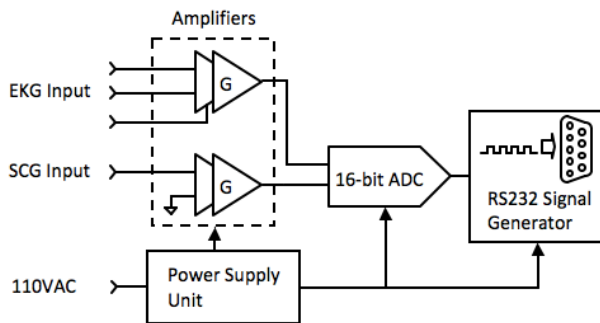 Amplifiers
EKG Input
G
SCG Input
G
16-bit ADC
RS232 Signal
Generator
110VAC
Power Supply
Unit